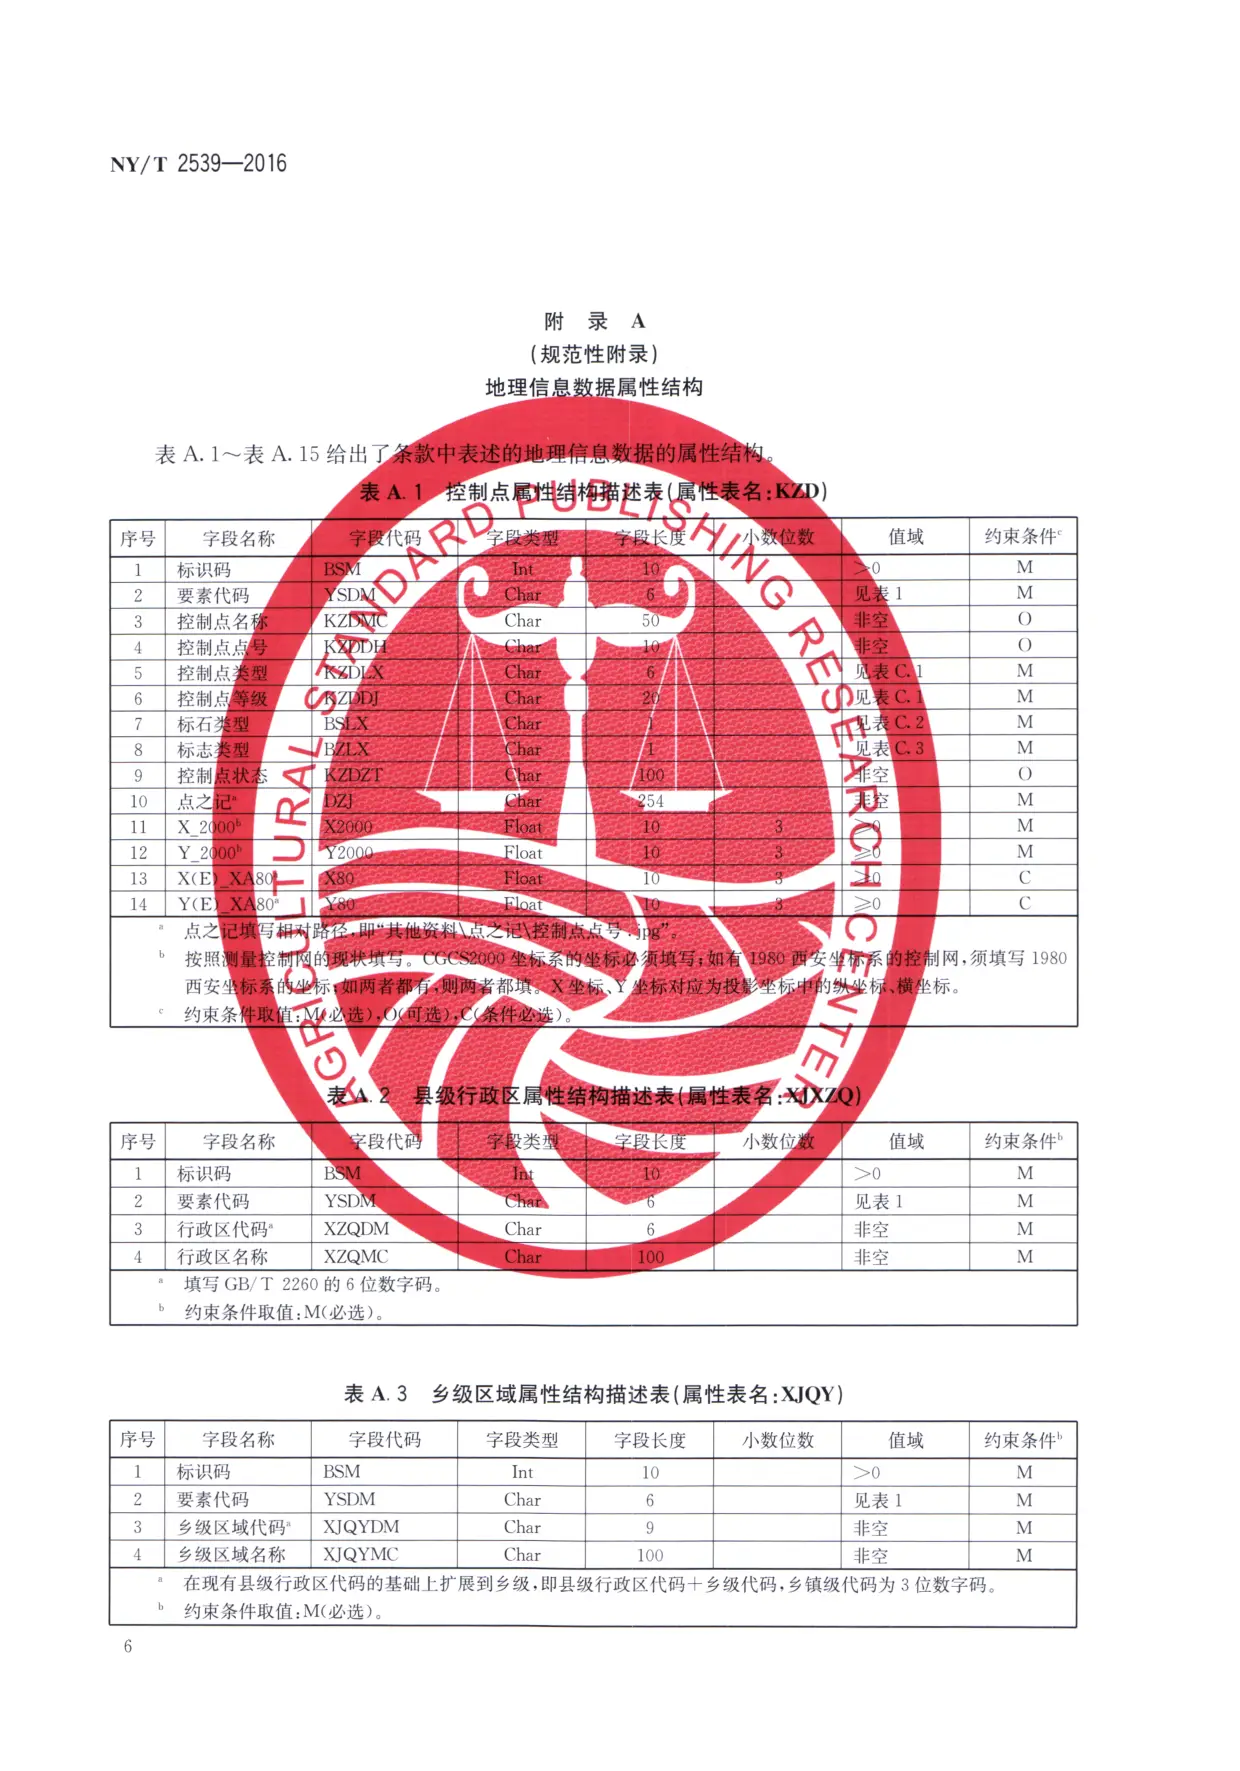 NY/T 2539—2016
附 录 A
(规范性附录)
地理信息数据属性结构
表 A.1～表 A.15 给出了条款中表述的地理信息数据的属性结构。
表 A.1 控制点属性结构描述表(属性表名:KZD)
序号 字段名称 字段代码 字段类型 字段长度 小数位数 值域 约束条件ᶜ
1 标识码 BSM Int 10 >0 M
2 要素代码 YSDM Char 6 见表 1 M
3 控制点名称 KZDMC Char 50 非空 O
4 控制点点号 KZDDH Char 10 非空 O
5 控制点类型 KZDLX Char 6 见表 C.1 M
6 控制点等级 KZDDJ Char 20 见表 C.1 M
7 标石类型 BSLX Char 1 见表 C.2 M
8 标志类型 BZLX Char 1 见表 C.3 M
9 控制点状态 KZDZT Char 100 非空 O
10 点之记ᵃ DZJ Char 254 非空 M
11 X_2000ᵇ X2000 Float 10 3 ≥0 M
12 Y_2000ᵇ Y2000 Float 10 3 ≥0 M
13 X(E)_XA80ᵃ X80 Float 10 3 ≥0 C
14 Y(E)_XA80ᵃ Y80 Float 10 3 ≥0 C
ᵃ 点之记填写相对路径,即“其他资料\点之记\控制点点号.jpg”。
ᵇ 按照测量控制网的现状填写。CGCS2000 坐标系的坐标必须填写;如有 1980 西安坐标系的控制网,须填写 1980
西安坐标系的坐标;如两者都有,则两者都填。X 坐标、Y 坐标对应为投影坐标中的纵坐标、横坐标。
ᶜ 约束条件取值:M(必选),O(可选),C(条件必选)。
表 A.2 县级行政区属性结构描述表(属性表名:XJXZQ)
序号 字段名称 字段代码 字段类型 字段长度 小数位数 值域 约束条件ᵇ
1 标识码 BSM Int 10 >0 M
2 要素代码 YSDM Char 6 见表 1 M
3 行政区代码ᵃ XZQDM Char 6 非空 M
4 行政区名称 XZQMC Char 100 非空 M
ᵃ 填写 GB/T 2260 的 6 位数字码。
ᵇ 约束条件取值:M(必选)。
表 A.3 乡级区域属性结构描述表(属性表名:XJQY)
序号 字段名称 字段代码 字段类型 字段长度 小数位数 值域 约束条件ᵇ
1 标识码 BSM Int 10 >0 M
2 要素代码 YSDM Char 6 见表 1 M
3 乡级区域代码ᵃ XJQYDM Char 9 非空 M
4 乡级区域名称 XJQYMC Char 100 非空 M
ᵃ 在现有县级行政区代码的基础上扩展到乡级,即县级行政区代码+乡级代码,乡镇级代码为 3 位数字码。
ᵇ 约束条件取值:M(必选)。
6
AGRICULTURAL STANDARD PUBLISHING RESEARCH CENTER